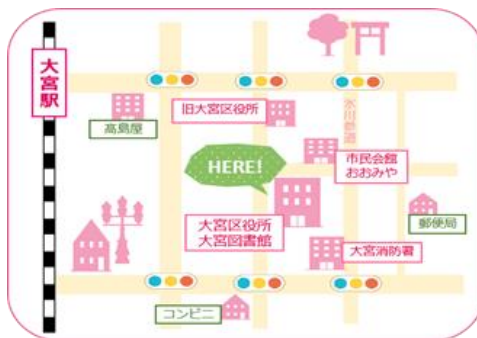 大宮駅
高島屋
旧大宮区役所
氷川参道
市民会館
おおみや
HERE!
大宮区役所
大宮図書館
郵便局
大宮消防署
コンビニ